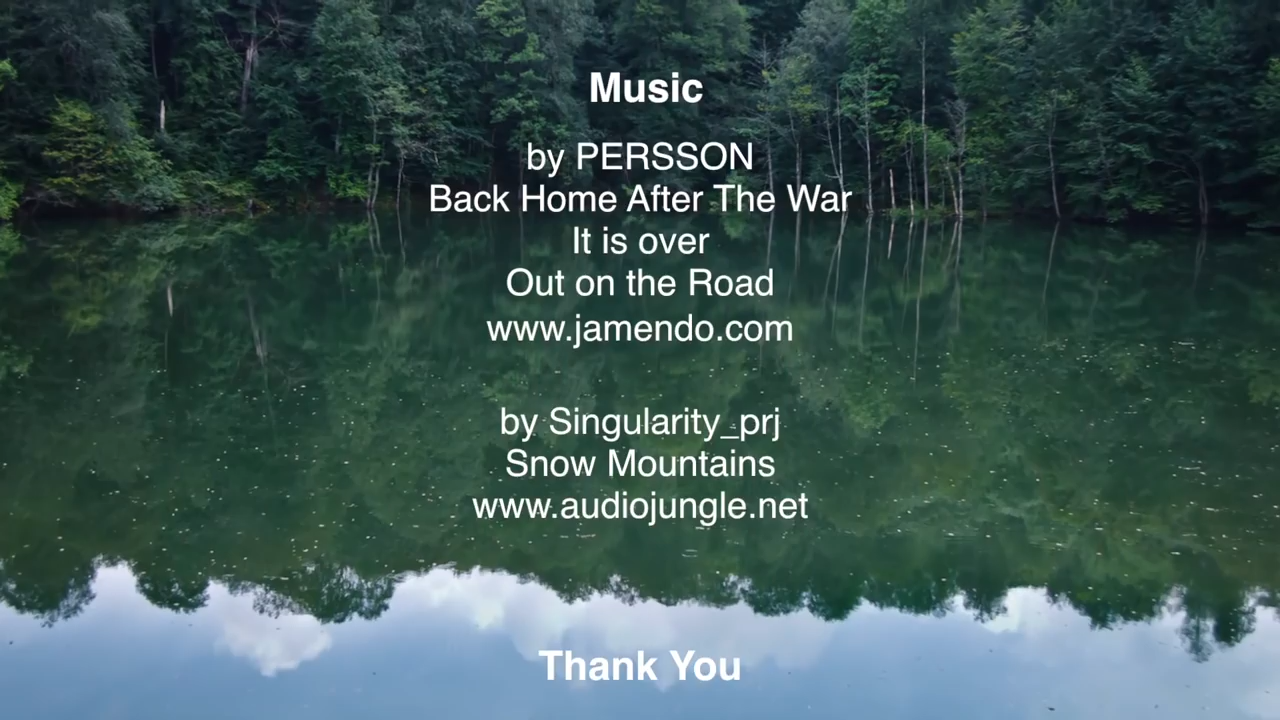 Music
by PERSSON
Back Home After The War
It is over
Out on the Road
www.jamendo.com
by Singularity_prj
Snow Mountains
www.audiojungle.net
Thank You